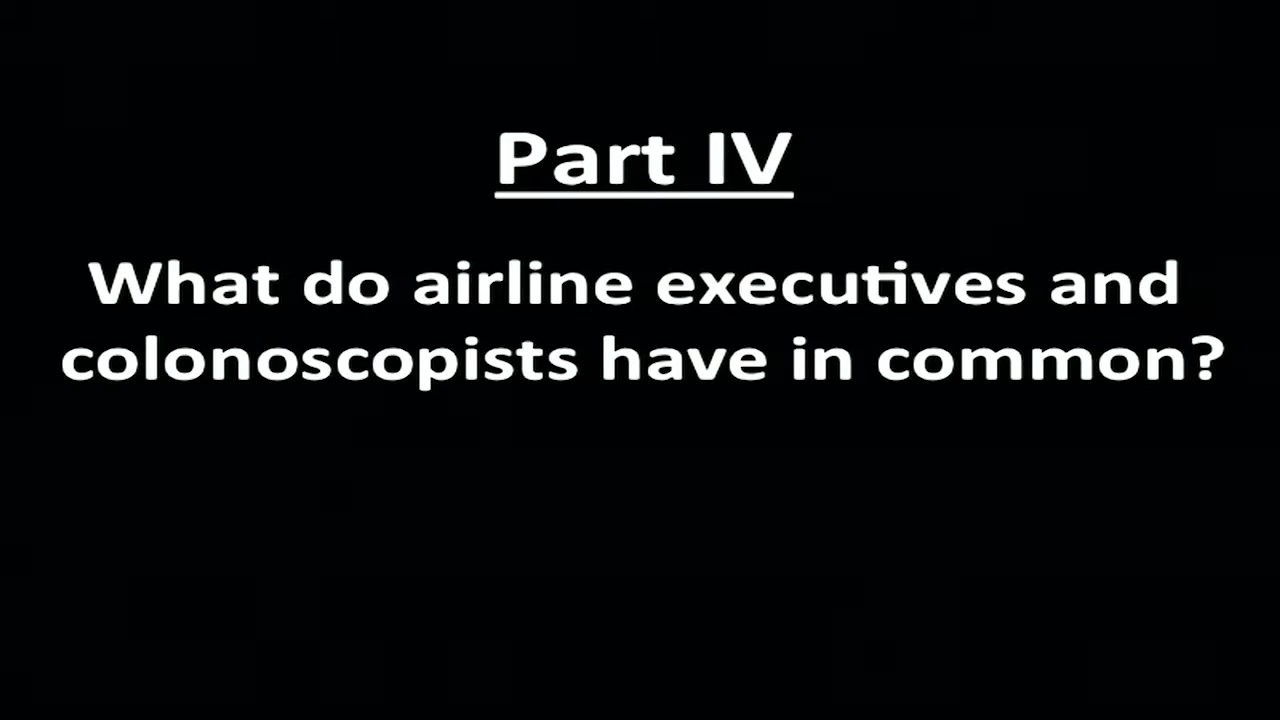 Part IV
What do airline executives and
colonoscopists have in common?